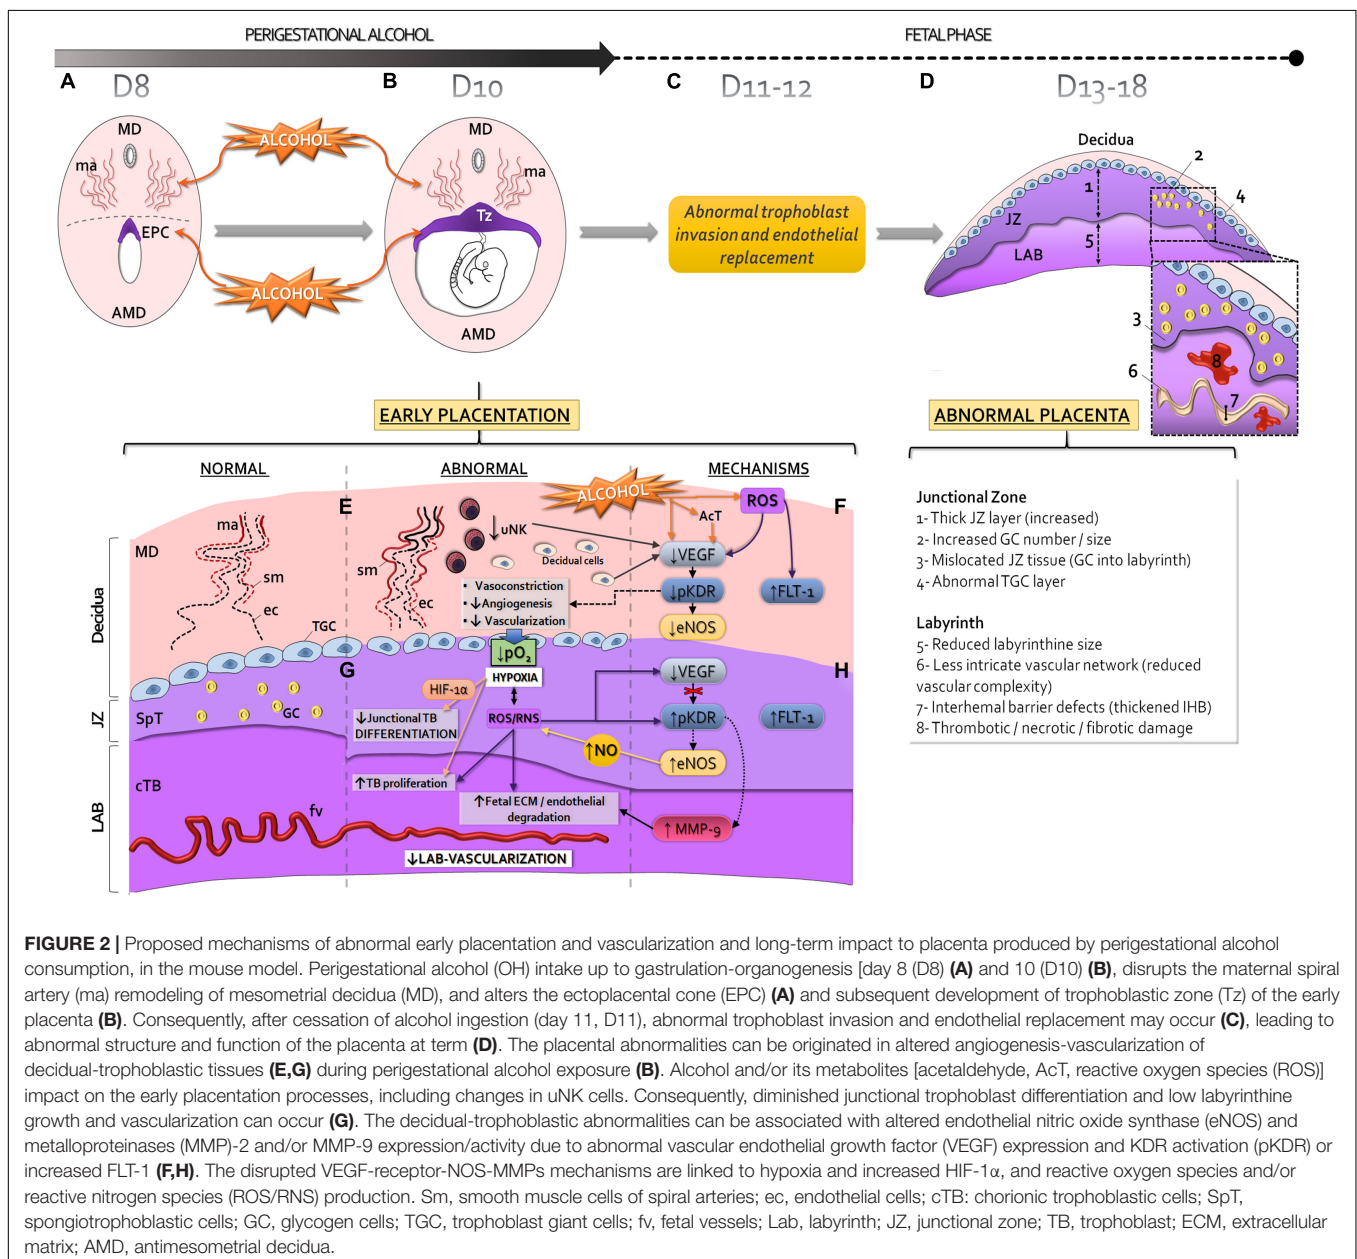 PERIGESTATIONAL ALCOHOL
FETAL PHASE
A
D8
B
D10
C
D11-12
D
D13-18
MD
ma
EPC
AMD
ALCOHOL
ALCOHOL
MD
ma
Tz
AMD
Abnormal trophoblast
invasion and endothelial
replacement
Decidua
1
2
4
JZ
5
LAB
3
6
8
7
EARLY PLACENTATION
ABNORMAL PLACENTA
NORMAL
ABNORMAL
MECHANISMS
Decidua
JZ
LAB
MD
ma
sm
ec
TGC
GC
SpT
cTB
fv
E
sm
ec
↓uNK
Decidual cells
▪ Vasoconstriction
▪ ↓Angiogenesis
▪ ↓ Vascularization
ALCOHOL
ROS
AcT
F
↓VEGF
↓pKDR
↑FLT-1
↓eNOS
G
↓pO2
HYPOXIA
HIF-1α
↓Junctional TB
DIFFERENTIATION
ROS/RNS
↑TB proliferation
↑Fetal ECM / endothelial
degradation
↓LAB-VASCULARIZATION
H
↓VEGF
↑pKDR
↑FLT-1
↑NO
↑eNOS
↑ MMP-9
Junctional Zone
1- Thick JZ layer (increased)
2- Increased GC number / size
3- Mislocated JZ tissue (GC into labyrinth)
4- Abnormal TGC layer
Labyrinth
5- Reduced labyrinthine size
6- Less intricate vascular network (reduced
vascular complexity)
7- Interhemal barrier defects (thickened IHB)
8- Thrombotic / necrotic / fibrotic damage
FIGURE 2 | Proposed mechanisms of abnormal early placentation and vascularization and long-term impact to placenta produced by perigestational alcohol
consumption, in the mouse model. Perigestational alcohol (OH) intake up to gastrulation-organogenesis [day 8 (D8) (A) and 10 (D10) (B), disrupts the maternal spiral
artery (ma) remodeling of mesometrial decidua (MD), and alters the ectoplacental cone (EPC) (A) and subsequent development of trophoblastic zone (Tz) of the early
placenta (B). Consequently, after cessation of alcohol ingestion (day 11, D11), abnormal trophoblast invasion and endothelial replacement may occur (C), leading to
abnormal structure and function of the placenta at term (D). The placental abnormalities can be originated in altered angiogenesis-vascularization of
decidual-trophoblastic tissues (E,G) during perigestational alcohol exposure (B). Alcohol and/or its metabolites [acetaldehyde, AcT, reactive oxygen species (ROS)]
impact on the early placentation processes, including changes in uNK cells. Consequently, diminished junctional trophoblast differentiation and low labyrinthine
growth and vascularization can occur (G). The decidual-trophoblastic abnormalities can be associated with altered endothelial nitric oxide synthase (eNOS) and
metalloproteinases (MMP)-2 and/or MMP-9 expression/activity due to abnormal vascular endothelial growth factor (VEGF) expression and KDR activation (pKDR) or
increased FLT-1 (F,H). The disrupted VEGF-receptor-NOS-MMPs mechanisms are linked to hypoxia and increased HIF-1α, and reactive oxygen species and/or
reactive nitrogen species (ROS/RNS) production. Sm, smooth muscle cells of spiral arteries; ec, endothelial cells; cTB: chorionic trophoblastic cells; SpT,
spongiotrophoblastic cells; GC, glycogen cells; TGC, trophoblast giant cells; fv, fetal vessels; Lab, labyrinth; JZ, junctional zone; TB, trophoblast; ECM, extracellular
matrix; AMD, antimesometrial decidua.